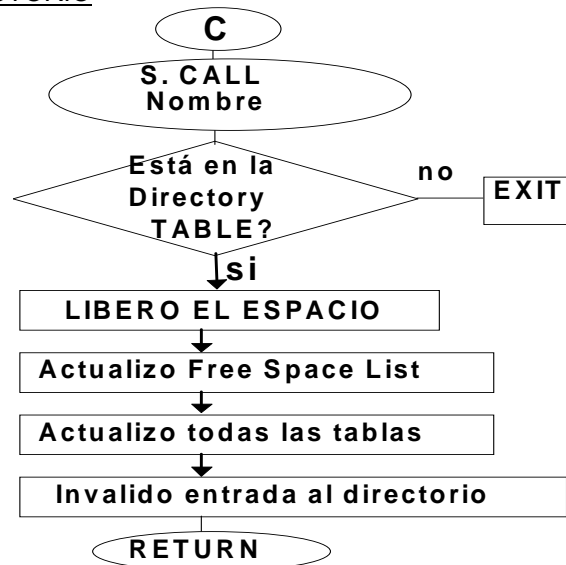 C
S. CALL
Nombre
Está en la
Directory
TABLE?
no
EXIT
si
LIBERO EL ESPACIO
Actualizo Free Space List
Actualizo todas las tablas
Invalido entrada al directorio
RETURN